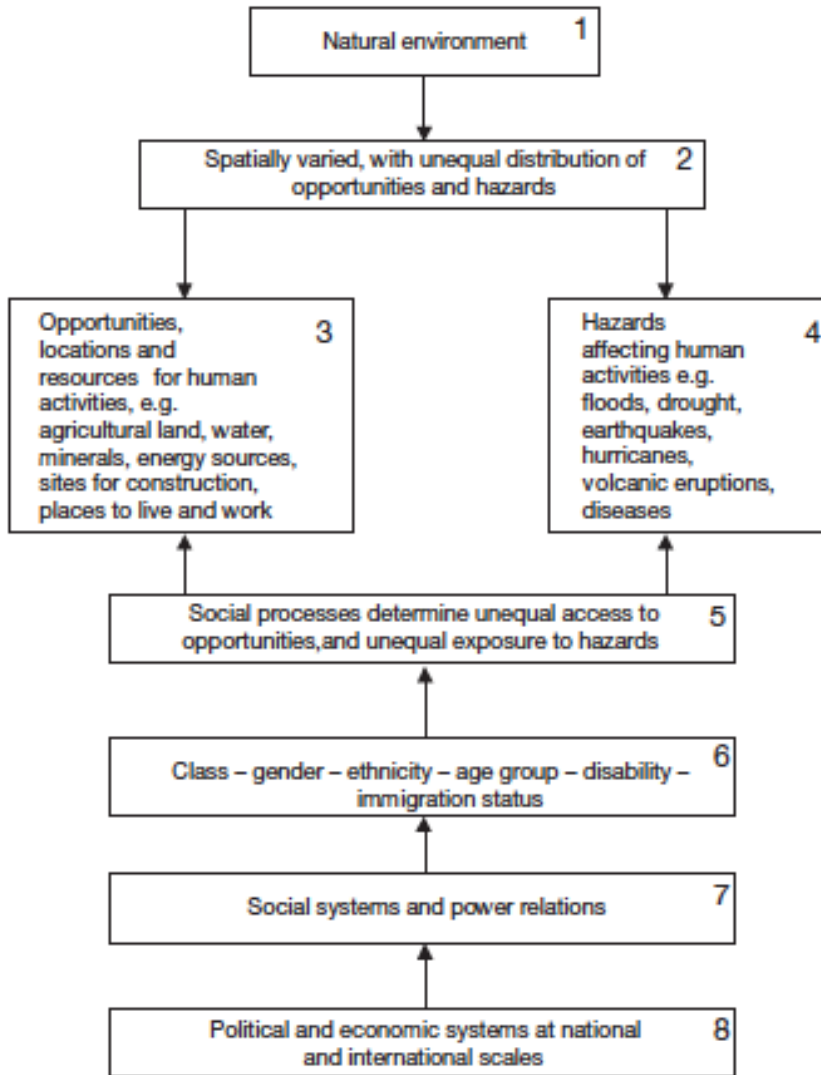 Natural environment
1
Spatially varied, with unequal distribution of
opportunities and hazards
2
Opportunities,
locations and
resources for human
activities, e.g.
agricultural land, water,
minerals, energy sources,
sites for construction,
places to live and work
3
Hazards
affecting human
activities e.g.
floods, drought,
earthquakes,
hurricanes,
volcanic eruptions,
diseases
4
Social processes determine unequal access to
opportunities,and unequal exposure to hazards
5
Class – gender – ethnicity – age group – disability –
immigration status
6
Social systems and power relations
7
Political and economic systems at national
and international scales
8